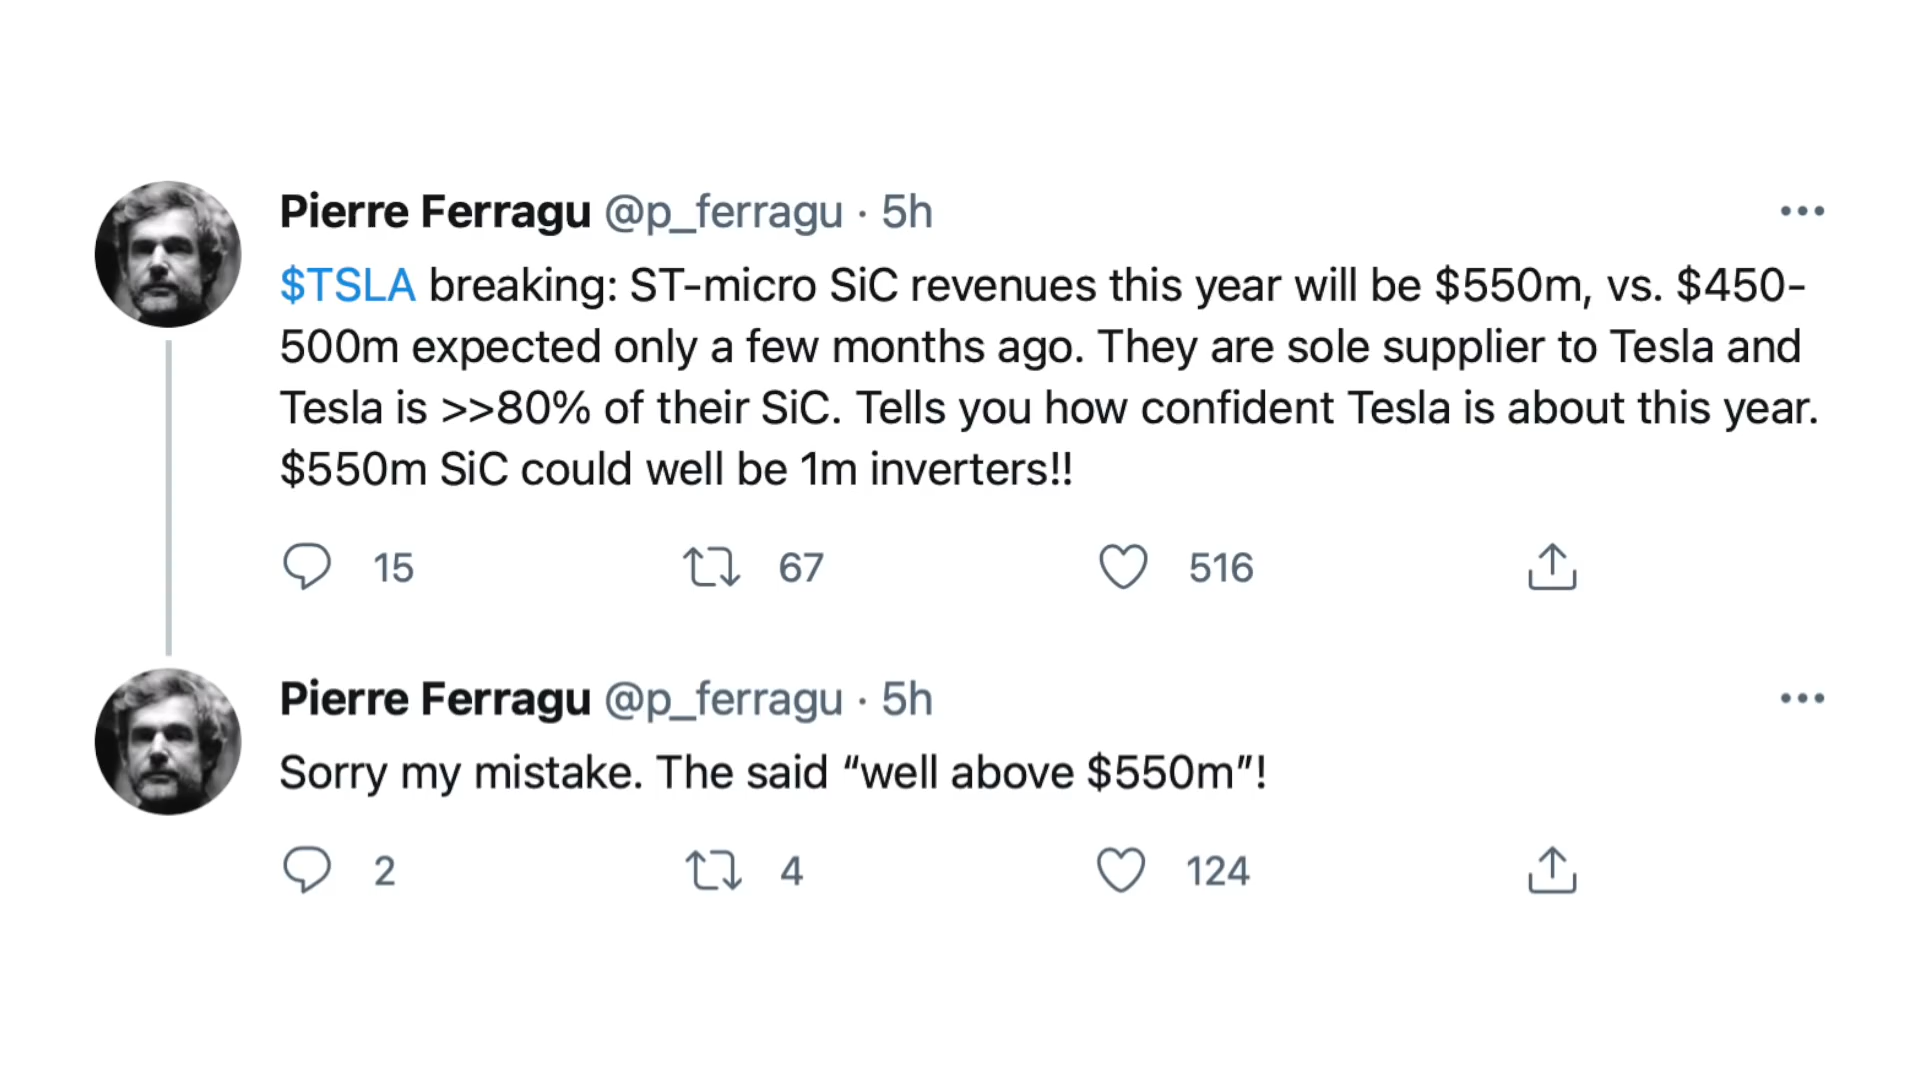 Pierre Ferragu @p_ferragu · 5h
$TSLA breaking: ST-micro SiC revenues this year will be $550m, vs. $450-
500m expected only a few months ago. They are sole supplier to Tesla and
Tesla is >>80% of their SiC. Tells you how confident Tesla is about this year.
$550m SiC could well be 1m inverters!!
15 67 516
Pierre Ferragu @p_ferragu · 5h
Sorry my mistake. The said “well above $550m”!
2 4 124